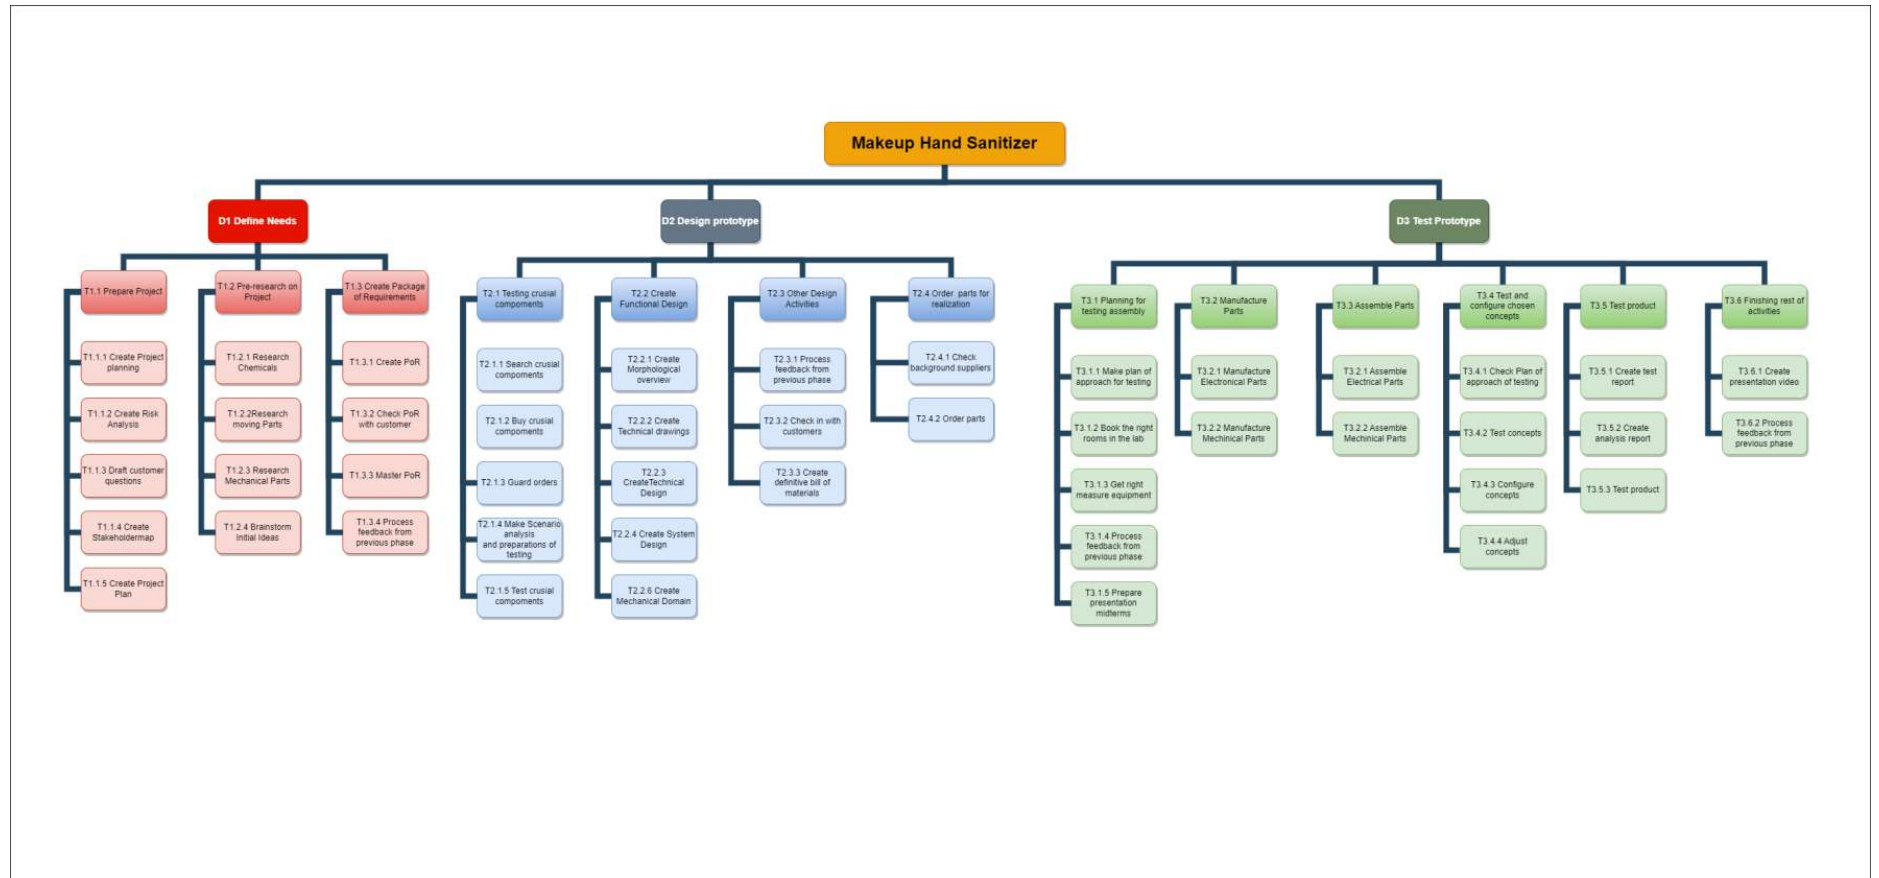 Makeup Hand Sanitizer
D1 Define Needs
D2 Design prototype
D3 Test Prototype
T1.1 Prepare Project
T1.1.1 Create Project
planning
T1.1.2 Create Risk
Analysis
T1.1.3 Draft customer
questions
T1.1.4 Create
Stakeholdermap
T1.1.5 Create Project
Plan
T1.2 Pre-research on
Project
T1.2.1 Research
Chemicals
T1.2.2Research
moving Parts
T1.2.3 Research
Mechanical Parts
T1.2.4 Brainstorm
Initial Ideas
T1.3 Create Package
of Requirements
T1.3.1 Create PoR
T1.3.2 Check PoR
with customer
T1.3.3 Master PoR
T1.3.4 Process
feedback from
previous phase
T2.1 Testing crusial
compoments
T2.1.1 Search crusial
compoments
T2.1.2 Buy crusial
compoments
T2.1.3 Guard orders
T2.1.4 Make Scenario
analysis
and preparations of
testing
T2.1.5 Test crusial
compoments
T2.2 Create
Functional Design
T2.2.1 Create
Morphological
overview
T2.2.2 Create
Technical drawings
T2.2.3
CreateTechnical
Design
T2.2.4 Create System
Design
T2.2.6 Create
Mechanical Domain
T2.3 Other Design
Activities
T2.3.1 Process
feedback from
previous phase
T2.3.2 Check in with
customers
T2.3.3 Create
definitive bill of
materials
T2.4 Order parts for
realization
T2.4.1 Check
background suppliers
T2.4.2 Order parts
T3.1 Planning for
testing assembly
T3.1.1 Make plan of
approach for testing
T3.1.2 Book the right
rooms in the lab
T3.1.3 Get right
measure equipment
T3.1.4 Process
feedback from
previous phase
T3.1.5 Prepare
presentation
midterms
T3.2 Manufacture
Parts
T3.2.1 Manufacture
Electronical Parts
T3.2.2 Manufacture
Mechinical Parts
T3.3 Assemble Parts
T3.2.1 Assemble
Electrical Parts
T3.2.2 Assemble
Mechinical Parts
T3.4 Test and
configure chosen
concepts
T3.4.1 Check Plan of
approach of testing
T3.4.2 Test concepts
T3.4.3 Configure
concepts
T3.4.4 Adjust
concepts
T3.5 Test product
T3.5.1 Create test
report
T3.5.2 Create
analysis report
T3.5.3 Test product
T3.6 Finishing rest of
activities
T3.6.1 Create
presentation video
T3.6.2 Process
feedback from
previous phase